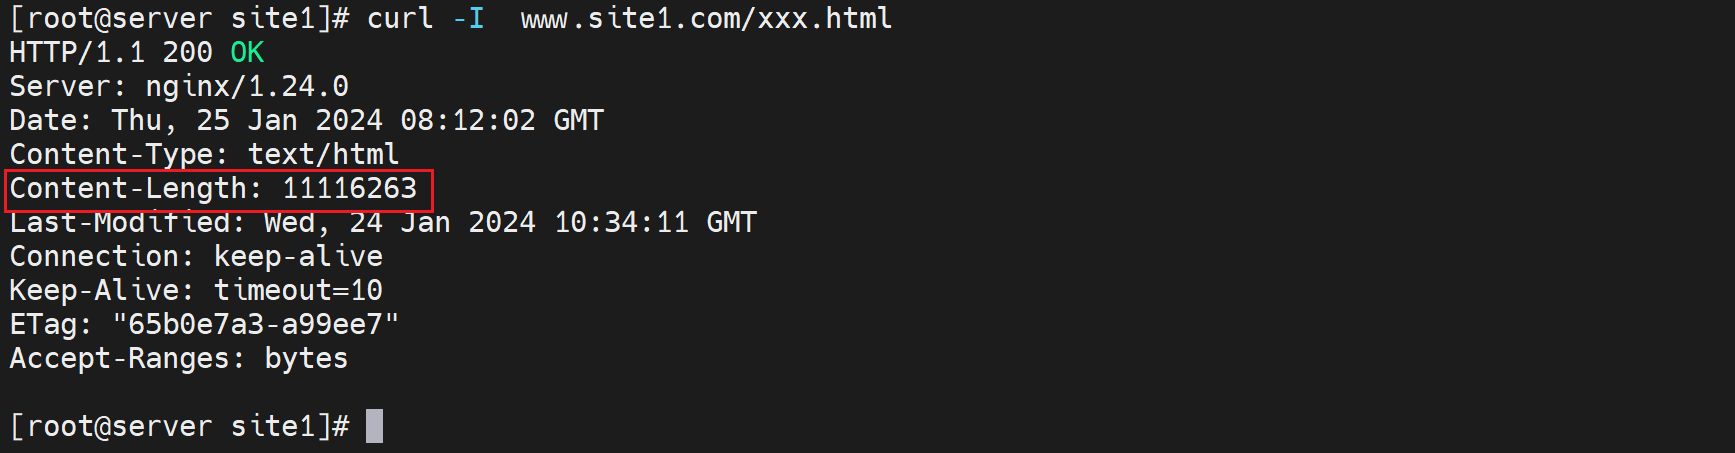 [root@server site1]# curl -I  www.site1.com/xxx.html
HTTP/1.1 200 OK
Server: nginx/1.24.0
Date: Thu, 25 Jan 2024 08:12:02 GMT
Content-Type: text/html
Content-Length: 11116263
Last-Modified: Wed, 24 Jan 2024 10:34:11 GMT
Connection: keep-alive
Keep-Alive: timeout=10
ETag: "65b0e7a3-a99ee7"
Accept-Ranges: bytes
[root@server site1]#